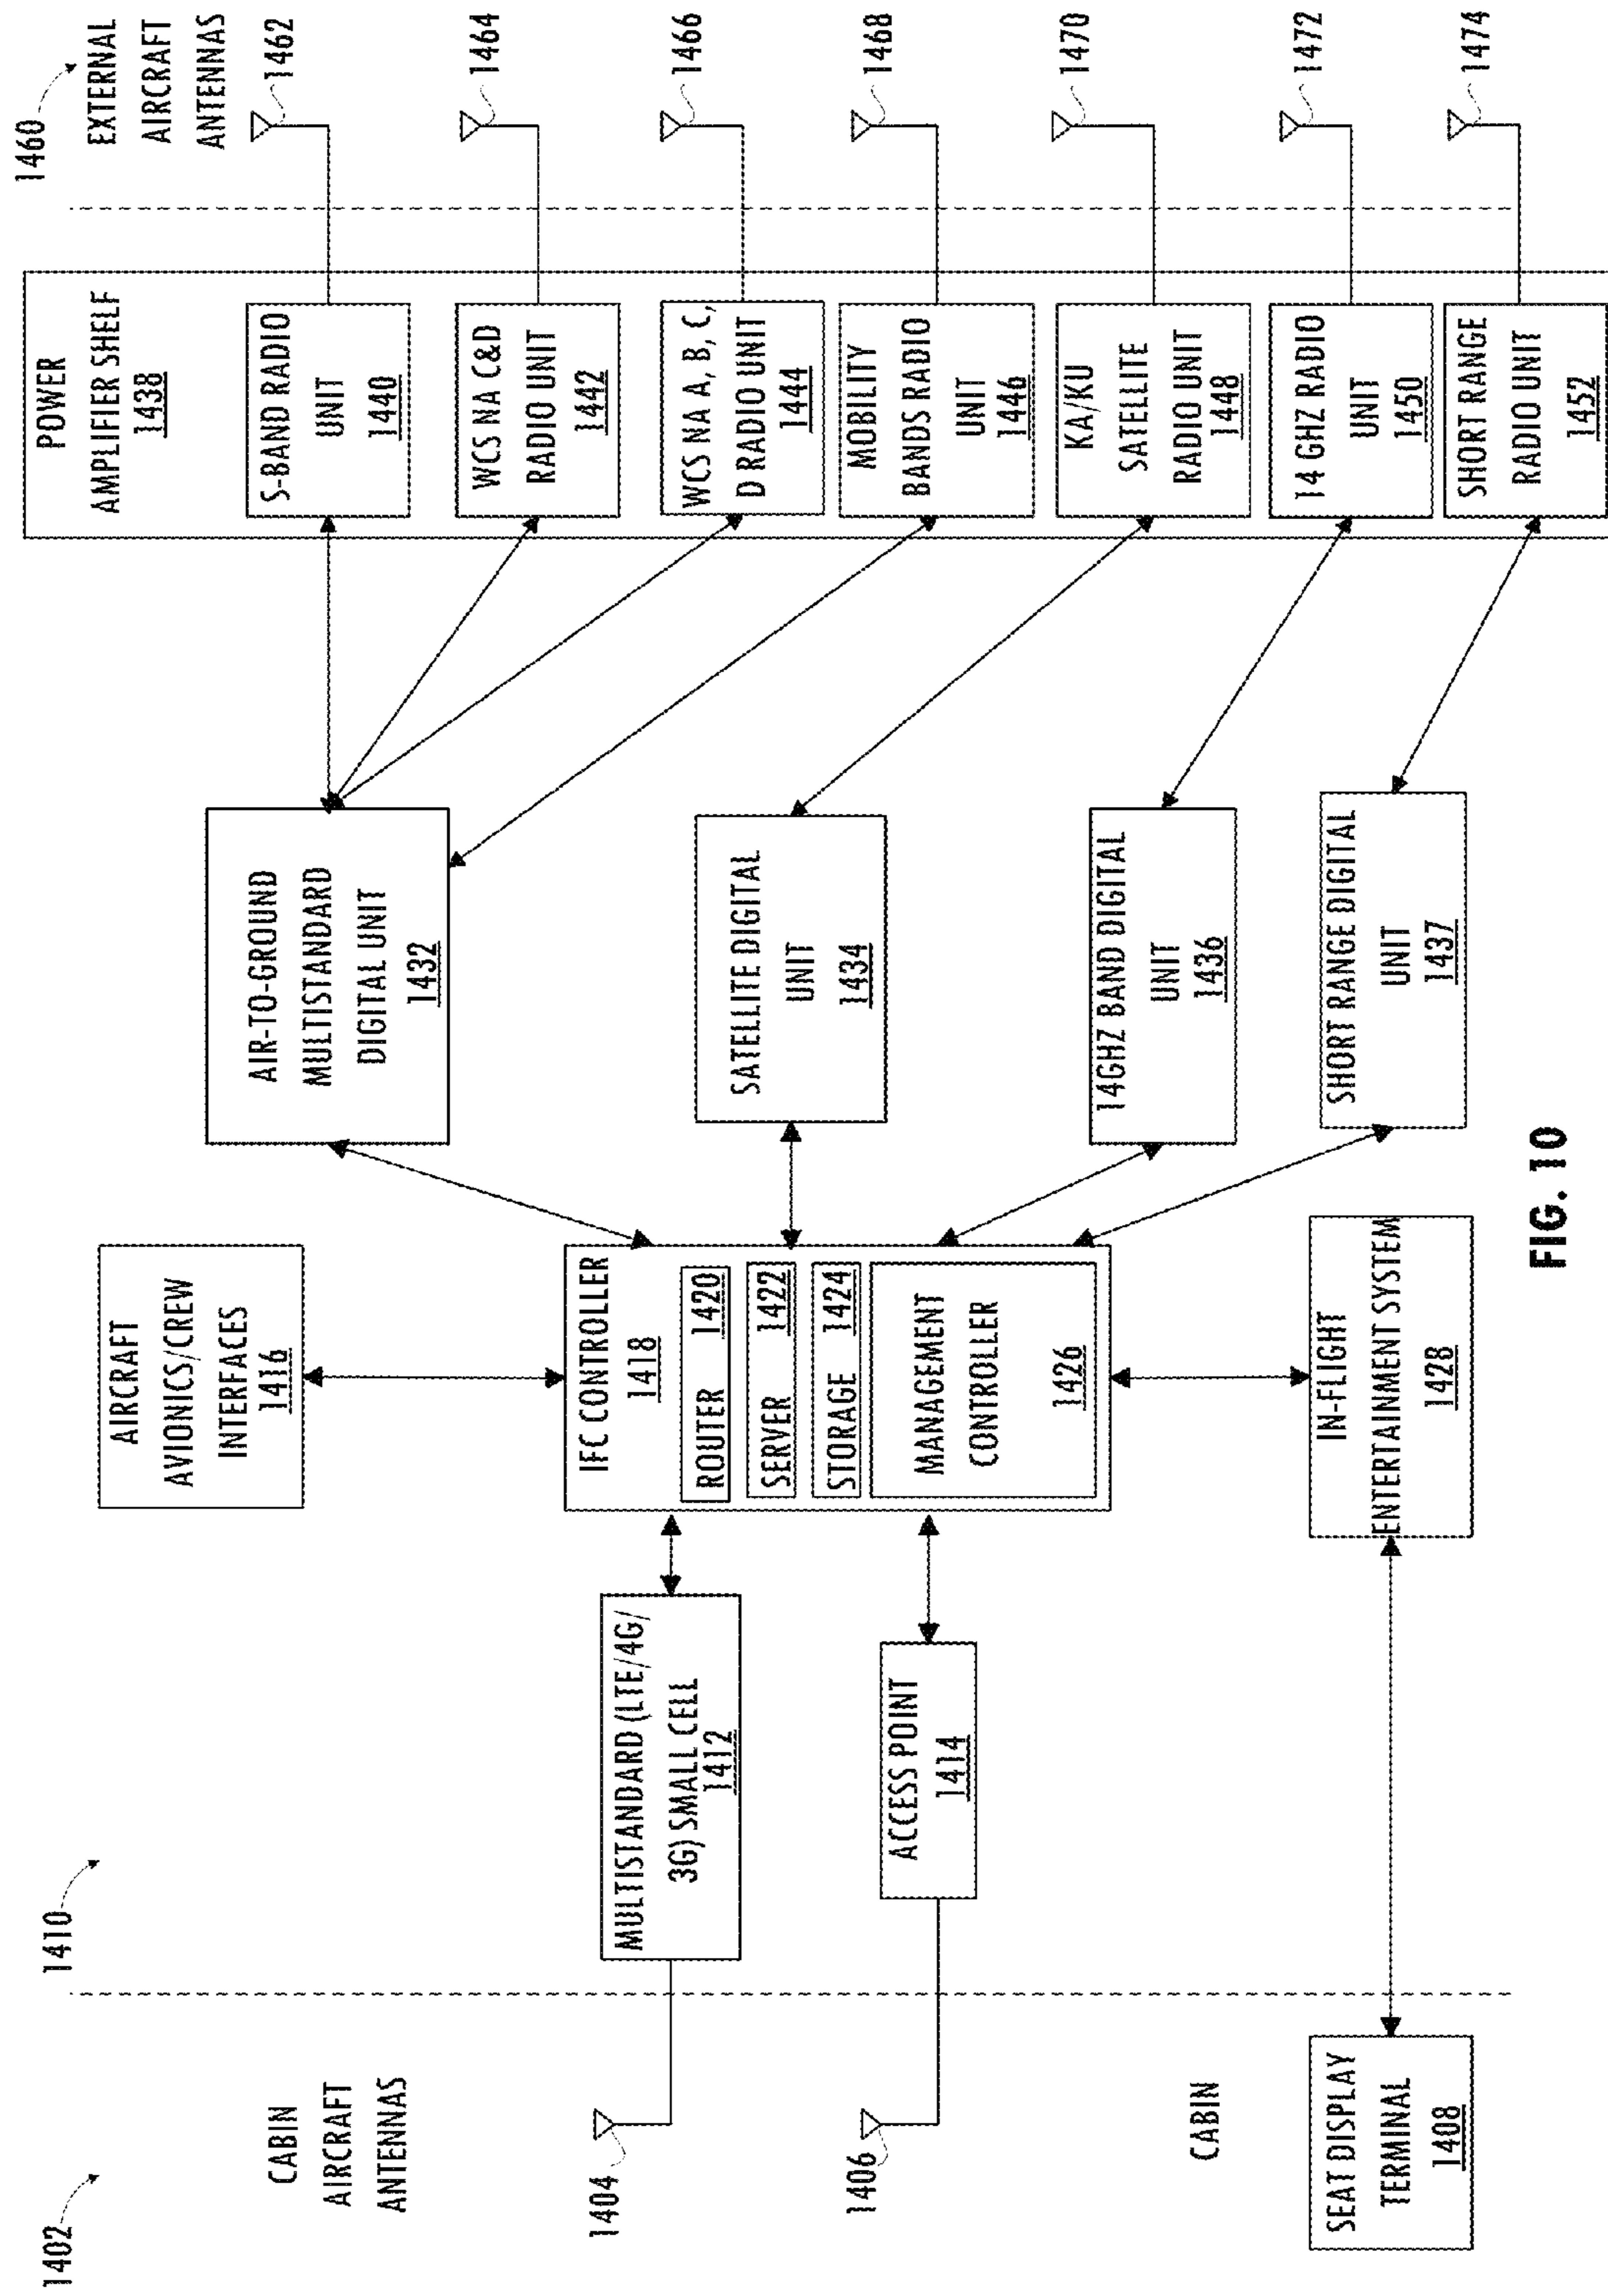 1402
CABIN
AIRCRAFT
ANTENNAS
1404
1406
CABIN
SEAT DISPLAY
TERMINAL
1408
1410
MULTISTANDARD (LTE/4G/
3G) SMALL CELL
1412
ACCESS POINT
1414
AIRCRAFT
AVIONICS/CREW
INTERFACES
1416
IFC CONTROLLER
1418
ROUTER 1420
SERVER 1422
STORAGE 1424
MANAGEMENT
CONTROLLER
1426
IN-FLIGHT
ENTERTAINMENT SYSTEM
1428
AIR-TO-GROUND
MULTISTANDARD
DIGITAL UNIT
1432
SATELLITE DIGITAL
UNIT
1434
14GHZ BAND DIGITAL
UNIT
1436
SHORT RANGE DIGITAL
UNIT
1437
POWER
AMPLIFIER SHELF
1438
S-BAND RADIO
UNIT
1440
WCS NA C&D
RADIO UNIT
1442
WCS NA A, B, C,
D RADIO UNIT
1444
MOBILITY
BANDS RADIO
UNIT
1446
KA/KU
SATELLITE
RADIO UNIT
1448
14 GHZ RADIO
UNIT
1450
SHORT RANGE
RADIO UNIT
1452
1460
EXTERNAL
AIRCRAFT
ANTENNAS
1462
1464
1466
1468
1470
1472
1474
FIG. 10